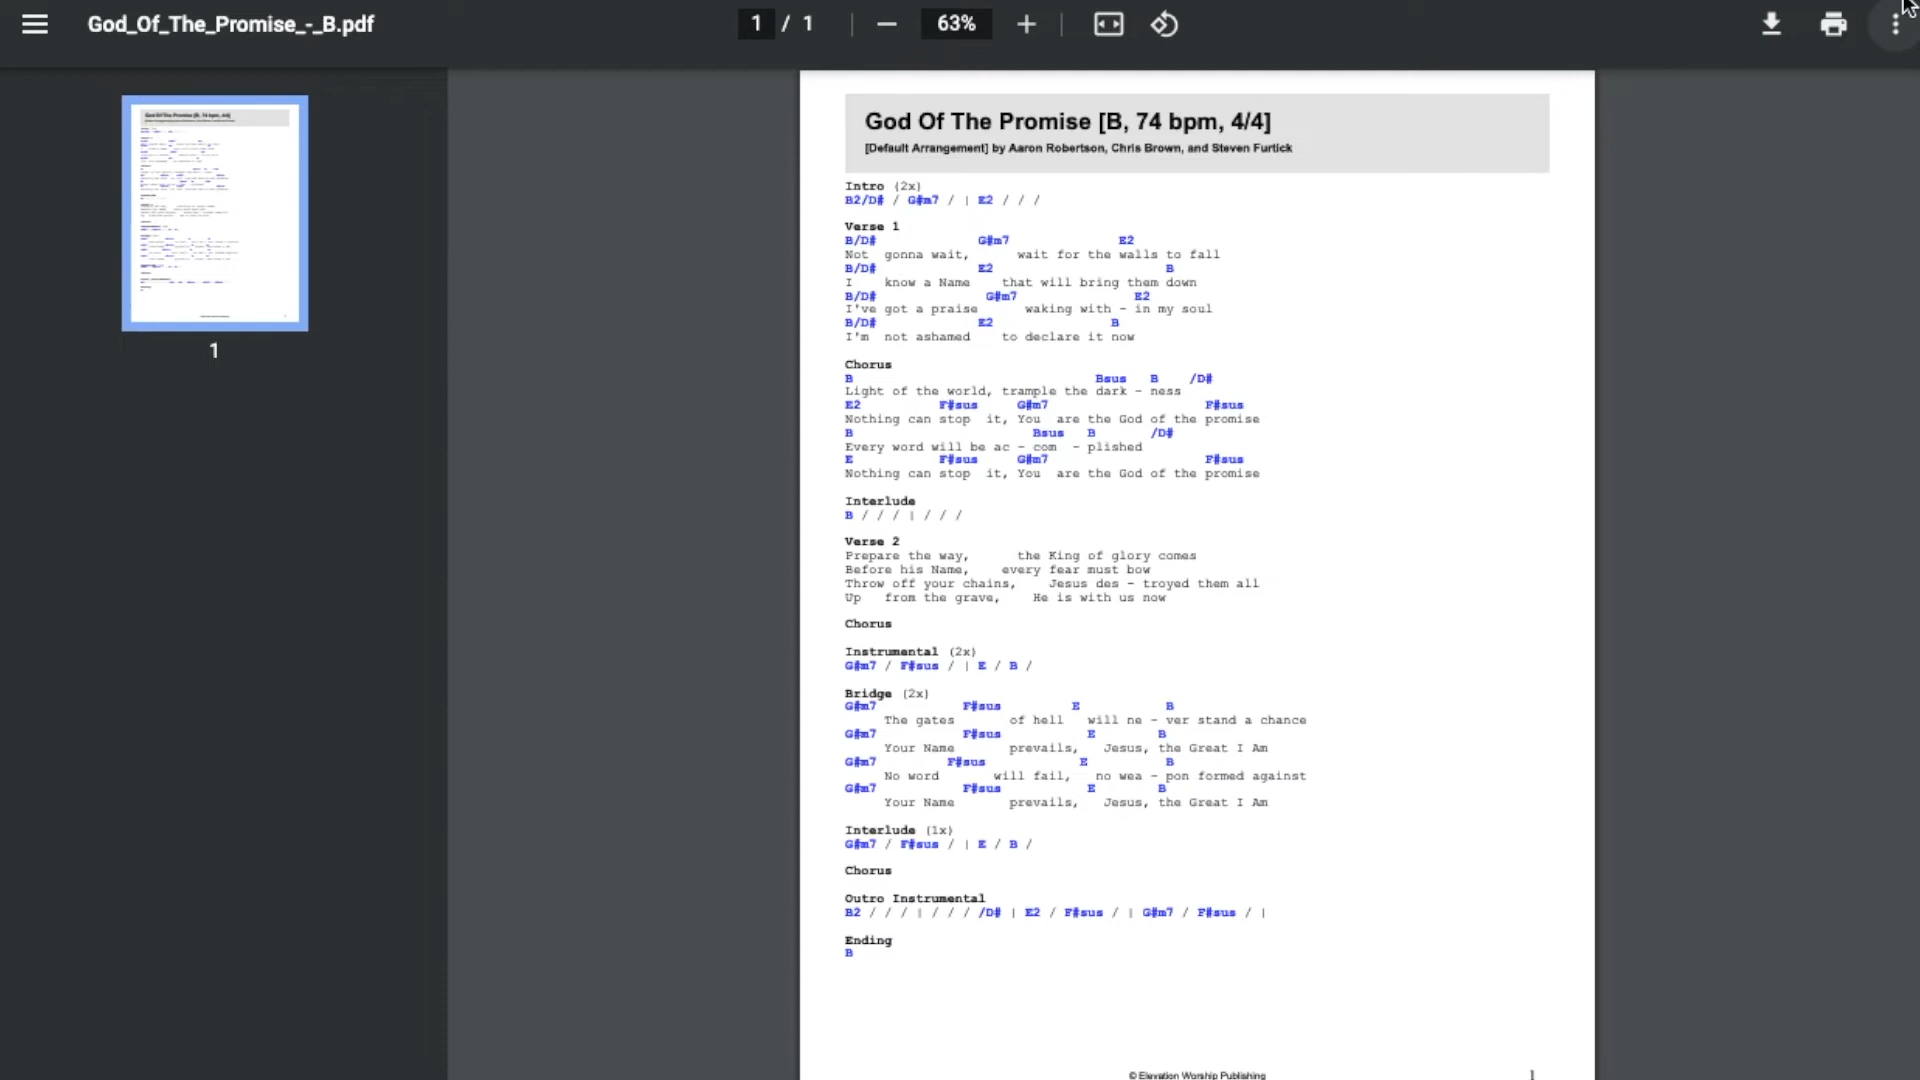 God_Of_The_Promise_-_B.pdf
1 / 1
63%
1
God Of The Promise [B, 74 bpm, 4/4]
[Default Arrangement] by Aaron Robertson, Chris Brown, and Steven Furtick
Intro (2x)
B2/D# / G#m7 / | E2 / / /
Verse 1
B/D# G#m7 E2
Not gonna wait, wait for the walls to fall
B/D# E2 B
I know a Name that will bring them down
B/D# G#m7 E2
I've got a praise waking with - in my soul
B/D# E2 B
I'm not ashamed to declare it now
Chorus
B Bsus B /D#
Light of the world, trample the dark - ness
E2 F#sus G#m7 F#sus
Nothing can stop it, You are the God of the promise
B Bsus B /D#
Every word will be ac - com - plished
E F#sus G#m7 F#sus
Nothing can stop it, You are the God of the promise
Interlude
B / / / | / / /
Verse 2
Prepare the way, the King of glory comes
Before his Name, every fear must bow
Throw off your chains, Jesus des - troyed them all
Up from the grave, He is with us now
Chorus
Instrumental (2x)
G#m7 / F#sus / | E / B /
Bridge (2x)
G#m7 F#sus E B
The gates of hell will ne - ver stand a chance
G#m7 F#sus E B
Your Name prevails, Jesus, the Great I Am
G#m7 F#sus E B
No word will fail, no wea - pon formed against
G#m7 F#sus E B
Your Name prevails, Jesus, the Great I Am
Interlude (1x)
G#m7 / F#sus / | E / B /
Chorus
Outro Instrumental
B2 / / / | / / / /D# | E2 / F#sus / | G#m7 / F#sus / |
Ending
B
© Elevation Worship Publishing 1